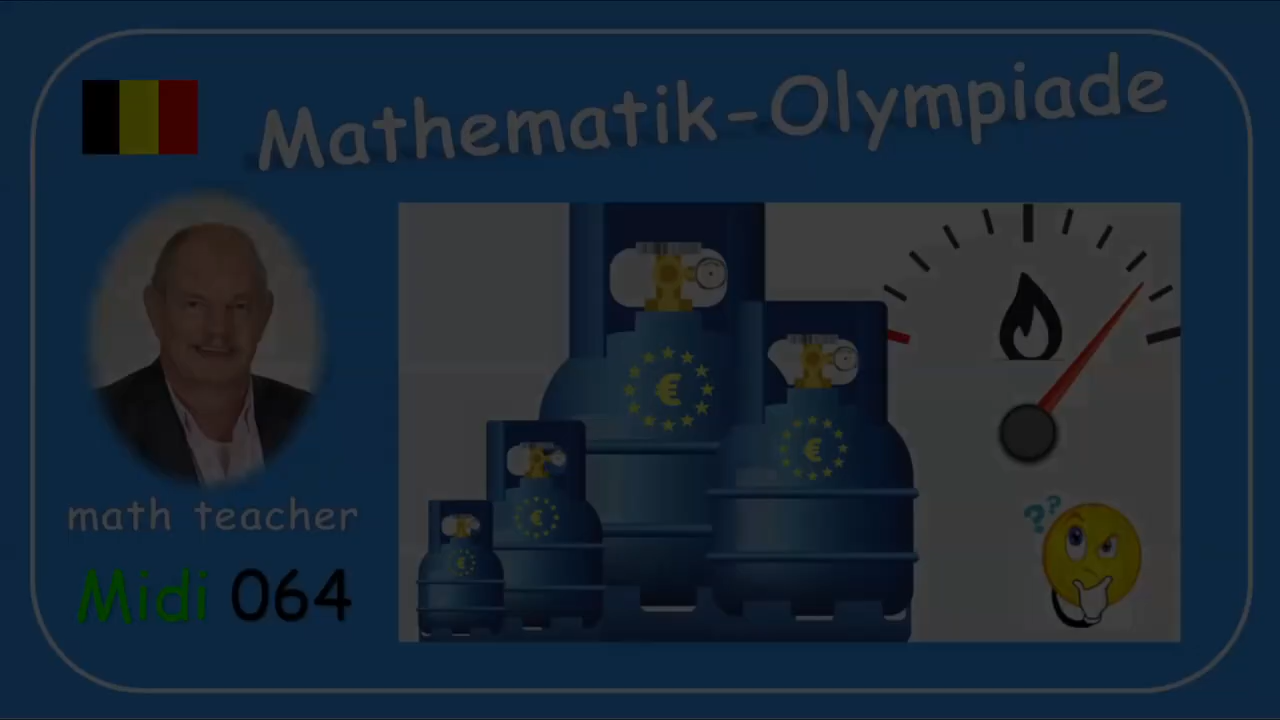 Mathematik-Olympiade
math teacher
Midi 064
€
€
€
€
??